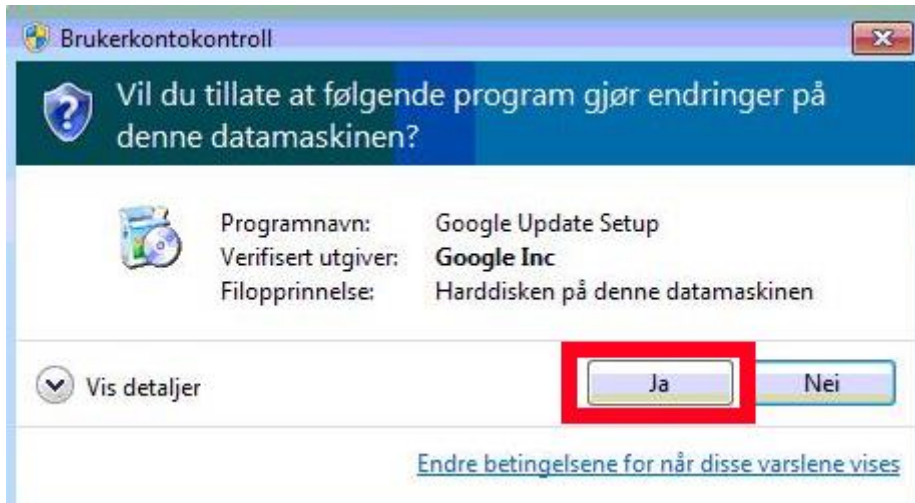 Brukerkontokontroll
Vil du tillate at følgende program gjør endringer på
denne datamaskinen?
Programnavn: Google Update Setup
Verifisert utgiver: Google Inc
Filopprinnelse: Harddisken på denne datamaskinen
Vis detaljer Ja Nei
Endre betingelsene for når disse varslene vises